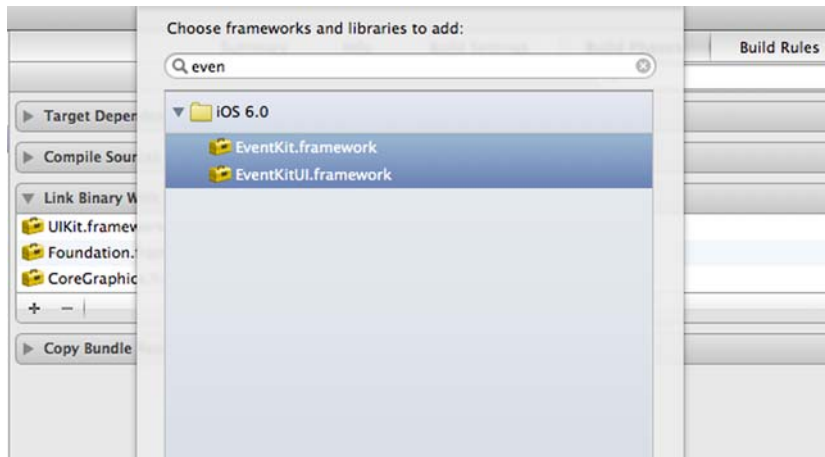 Choose frameworks and libraries to add:
Build Rules
even
iOS 6.0
Target Depen
EventKit.framework
Compile Sour
EventKitUI.framework
Link Binary W
UIKit.framew
Foundation.
CoreGraphic
+ −
Copy Bundle